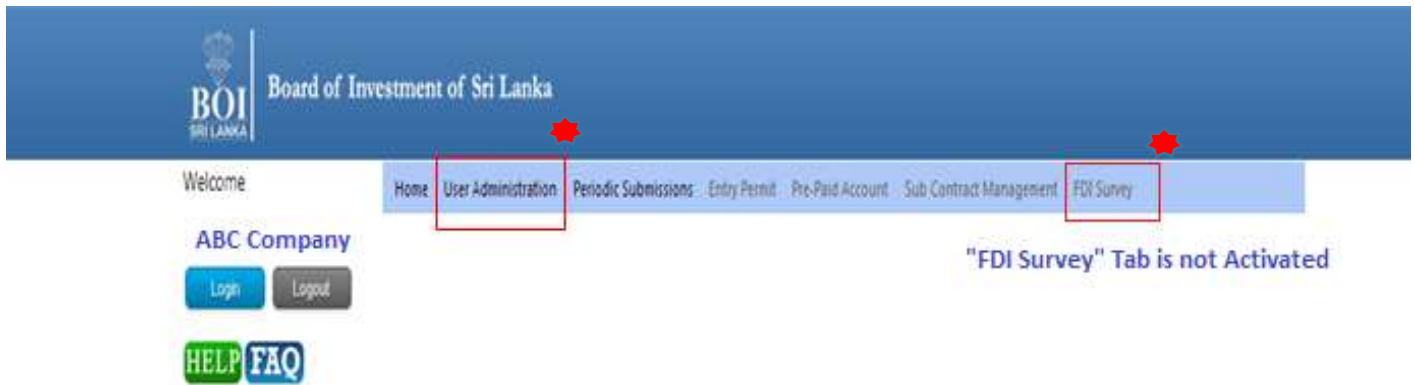 BOI
SRI LANKA
Board of Investment of Sri Lanka
Welcome
Home User Administration Periodic Submissions Entry Permit Pre-Paid Account Sub Contract Management FDI Survey
ABC Company
"FDI Survey" Tab is not Activated
Login Logout
HELP FAQ